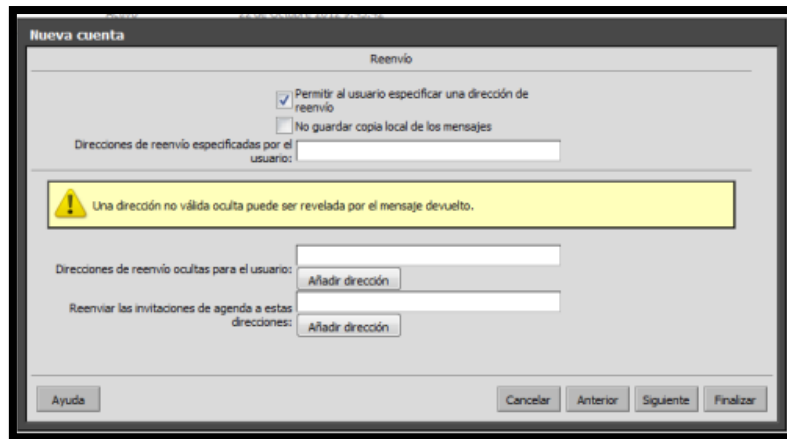 Nueva cuenta
Reenvío
Permitir al usuario especificar una dirección de
reenvío
No guardar copia local de los mensajes
Direcciones de reenvío especificadas por el
usuario:
Una dirección no válida oculta puede ser revelada por el mensaje devuelto.
Direcciones de reenvío ocultas para el usuario:
Añadir dirección
Reenviar las invitaciones de agenda a estas
direcciones:
Añadir dirección
Ayuda Cancelar Anterior Siguiente Finalizar